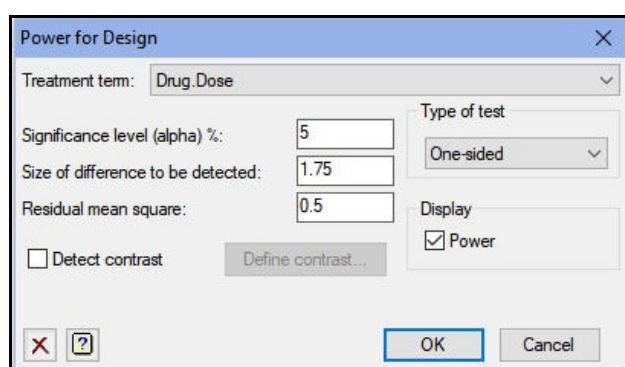 Power for Design
Treatment term: Drug.Dose
Type of test
Significance level (alpha) %: 5
One-sided
Size of difference to be detected: 1.75
Residual mean square: 0.5
Display
Power
Detect contrast
Define contrast...
OK
Cancel